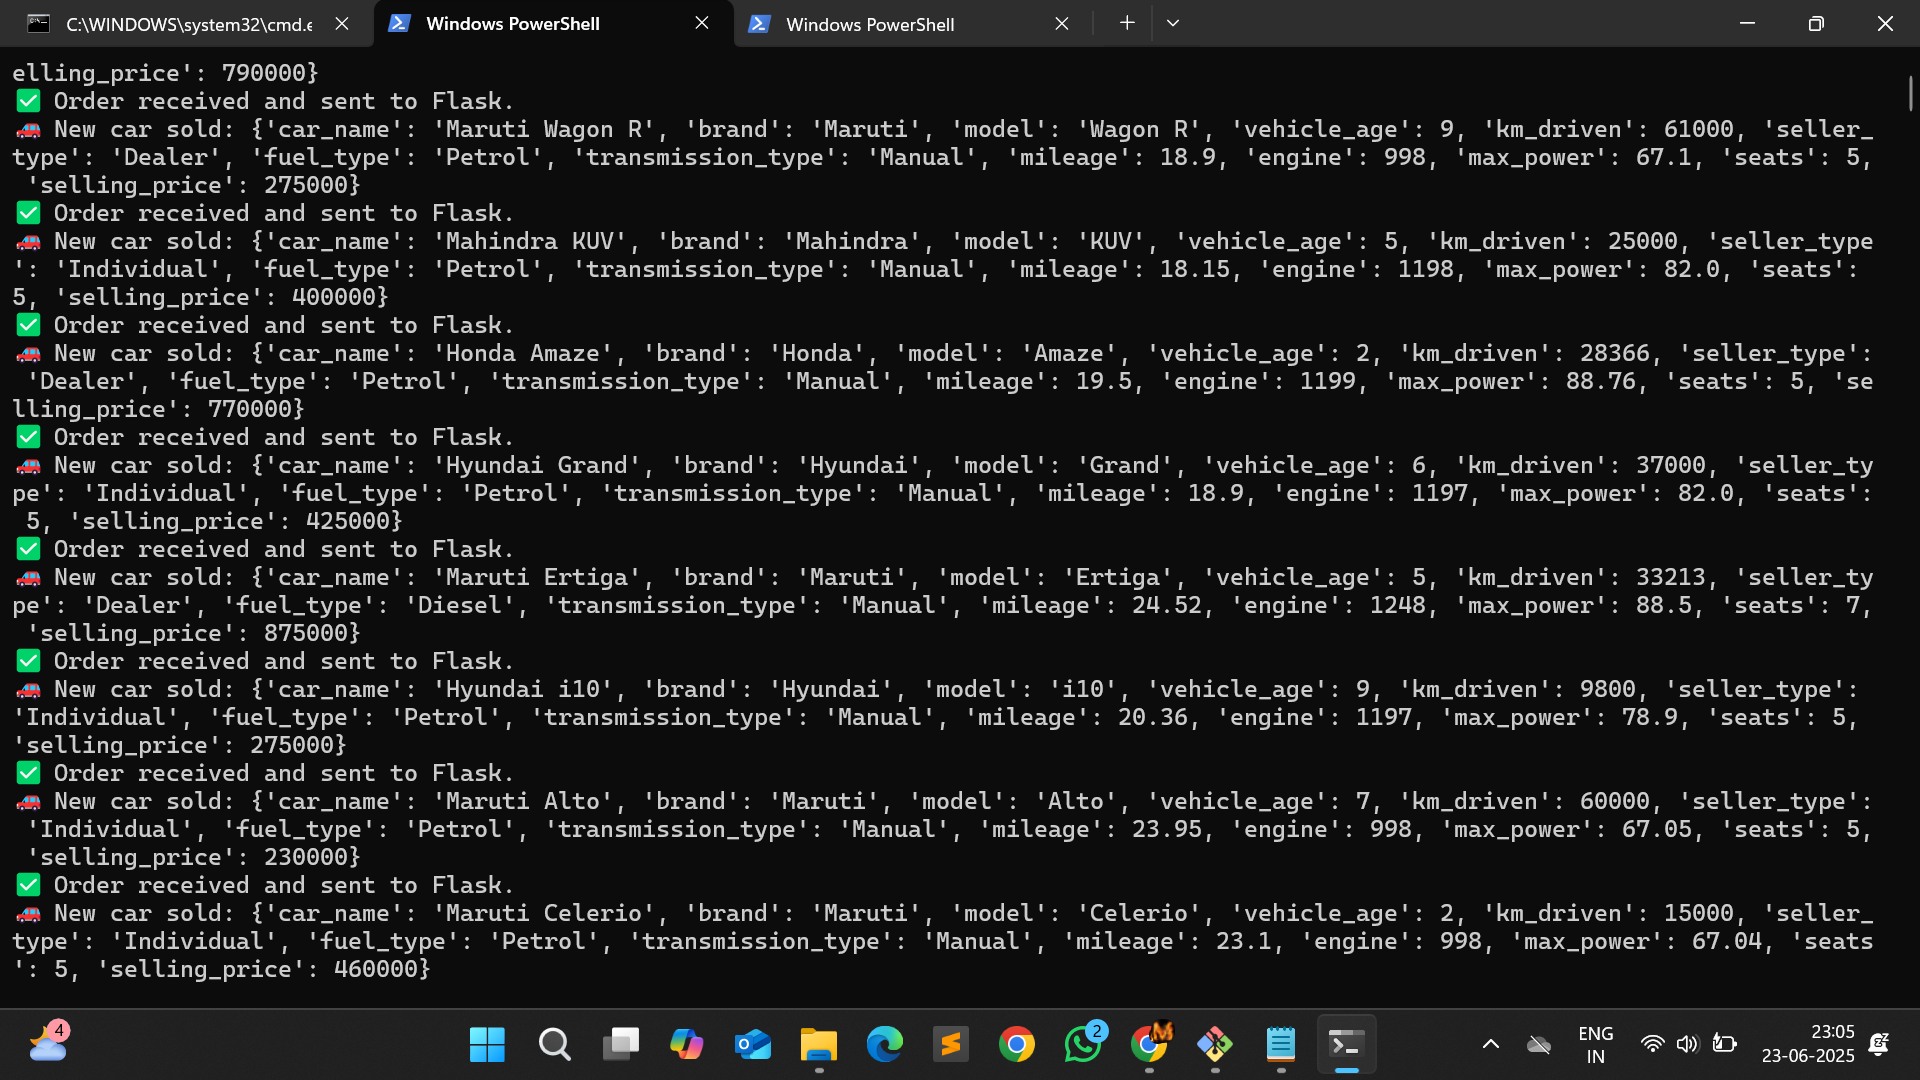 C:\WINDOWS\system32\cmd.e
Windows PowerShell
Windows PowerShell
elling_price': 790000}
✅ Order received and sent to Flask.
🚗 New car sold: {'car_name': 'Maruti Wagon R', 'brand': 'Maruti', 'model': 'Wagon R', 'vehicle_age': 9, 'km_driven': 61000, 'seller_
type': 'Dealer', 'fuel_type': 'Petrol', 'transmission_type': 'Manual', 'mileage': 18.9, 'engine': 998, 'max_power': 67.1, 'seats': 5,
'selling_price': 275000}
✅ Order received and sent to Flask.
🚗 New car sold: {'car_name': 'Mahindra KUV', 'brand': 'Mahindra', 'model': 'KUV', 'vehicle_age': 5, 'km_driven': 25000, 'seller_type
': 'Individual', 'fuel_type': 'Petrol', 'transmission_type': 'Manual', 'mileage': 18.15, 'engine': 1198, 'max_power': 82.0, 'seats':
5, 'selling_price': 400000}
✅ Order received and sent to Flask.
🚗 New car sold: {'car_name': 'Honda Amaze', 'brand': 'Honda', 'model': 'Amaze', 'vehicle_age': 2, 'km_driven': 28366, 'seller_type':
'Dealer', 'fuel_type': 'Petrol', 'transmission_type': 'Manual', 'mileage': 19.5, 'engine': 1199, 'max_power': 88.76, 'seats': 5, 'se
lling_price': 770000}
✅ Order received and sent to Flask.
🚗 New car sold: {'car_name': 'Hyundai Grand', 'brand': 'Hyundai', 'model': 'Grand', 'vehicle_age': 6, 'km_driven': 37000, 'seller_ty
pe': 'Individual', 'fuel_type': 'Petrol', 'transmission_type': 'Manual', 'mileage': 18.9, 'engine': 1197, 'max_power': 82.0, 'seats':
5, 'selling_price': 425000}
✅ Order received and sent to Flask.
🚗 New car sold: {'car_name': 'Maruti Ertiga', 'brand': 'Maruti', 'model': 'Ertiga', 'vehicle_age': 5, 'km_driven': 33213, 'seller_ty
pe': 'Dealer', 'fuel_type': 'Diesel', 'transmission_type': 'Manual', 'mileage': 24.52, 'engine': 1248, 'max_power': 88.5, 'seats': 7,
'selling_price': 875000}
✅ Order received and sent to Flask.
🚗 New car sold: {'car_name': 'Hyundai i10', 'brand': 'Hyundai', 'model': 'i10', 'vehicle_age': 9, 'km_driven': 9800, 'seller_type':
'Individual', 'fuel_type': 'Petrol', 'transmission_type': 'Manual', 'mileage': 20.36, 'engine': 1197, 'max_power': 78.9, 'seats': 5,
'selling_price': 275000}
✅ Order received and sent to Flask.
🚗 New car sold: {'car_name': 'Maruti Alto', 'brand': 'Maruti', 'model': 'Alto', 'vehicle_age': 7, 'km_driven': 60000, 'seller_type':
'Individual', 'fuel_type': 'Petrol', 'transmission_type': 'Manual', 'mileage': 23.95, 'engine': 998, 'max_power': 67.05, 'seats': 5,
'selling_price': 230000}
✅ Order received and sent to Flask.
🚗 New car sold: {'car_name': 'Maruti Celerio', 'brand': 'Maruti', 'model': 'Celerio', 'vehicle_age': 2, 'km_driven': 15000, 'seller_
type': 'Individual', 'fuel_type': 'Petrol', 'transmission_type': 'Manual', 'mileage': 23.1, 'engine': 998, 'max_power': 67.04, 'seats
': 5, 'selling_price': 460000}
4
2
ENG
IN
23:05
23-06-2025